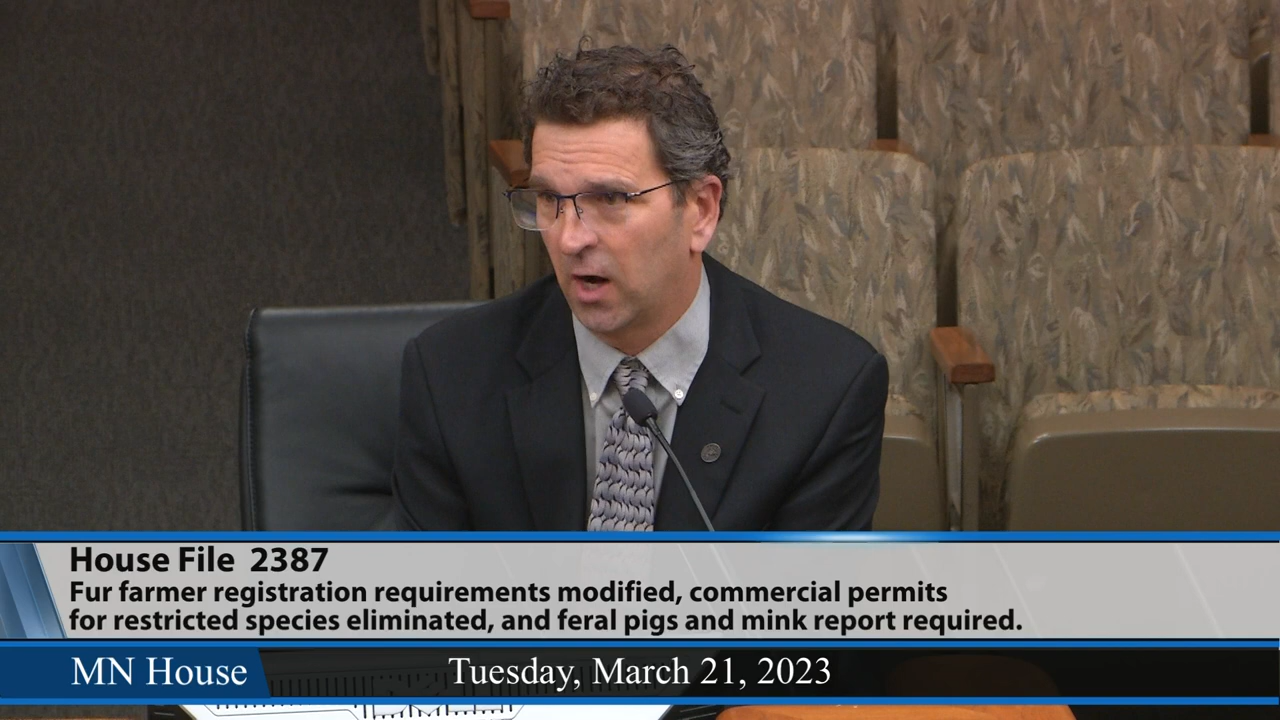 House File 2387
Fur farmer registration requirements modified, commercial permits
for restricted species eliminated, and feral pigs and mink report required.
MN House
Tuesday, March 21, 2023